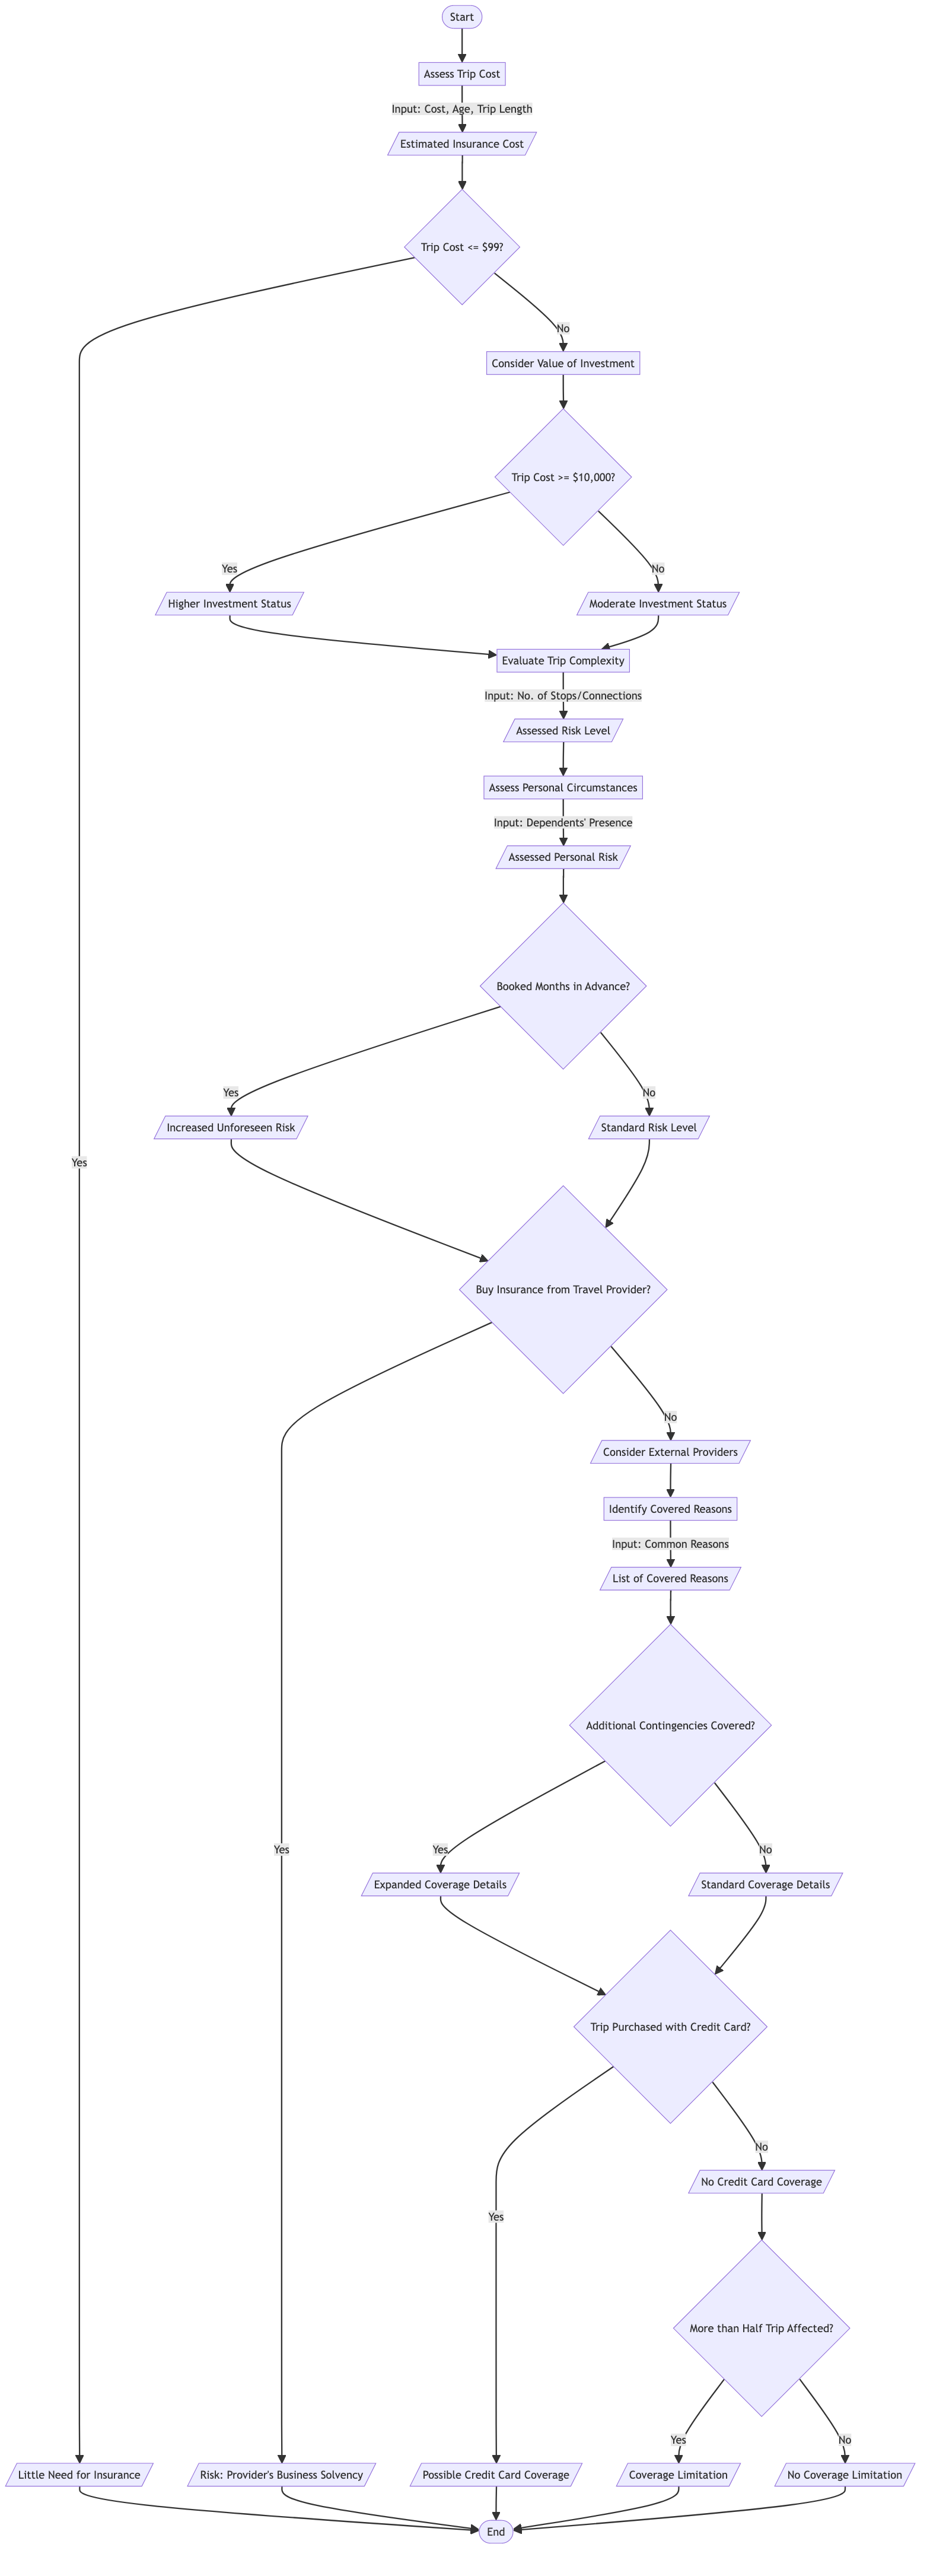 Start
Assess Trip Cost
Input: Cost, Age, Trip Length
Estimated Insurance Cost
Trip Cost <= $99?
No
Consider Value of Investment
Trip Cost >= $10,000?
Yes
No
Higher Investment Status
Moderate Investment Status
Evaluate Trip Complexity
Input: No. of Stops/Connections
Assessed Risk Level
Assess Personal Circumstances
Input: Dependents' Presence
Assessed Personal Risk
Booked Months in Advance?
Yes
No
Increased Unforeseen Risk
Standard Risk Level
Yes
Buy Insurance from Travel Provider?
No
Consider External Providers
Identify Covered Reasons
Input: Common Reasons
List of Covered Reasons
Additional Contingencies Covered?
Yes
Yes
No
Expanded Coverage Details
Standard Coverage Details
Trip Purchased with Credit Card?
No
No Credit Card Coverage
Yes
More than Half Trip Affected?
Yes
No
Little Need for Insurance
Risk: Provider's Business Solvency
Possible Credit Card Coverage
Coverage Limitation
No Coverage Limitation
End